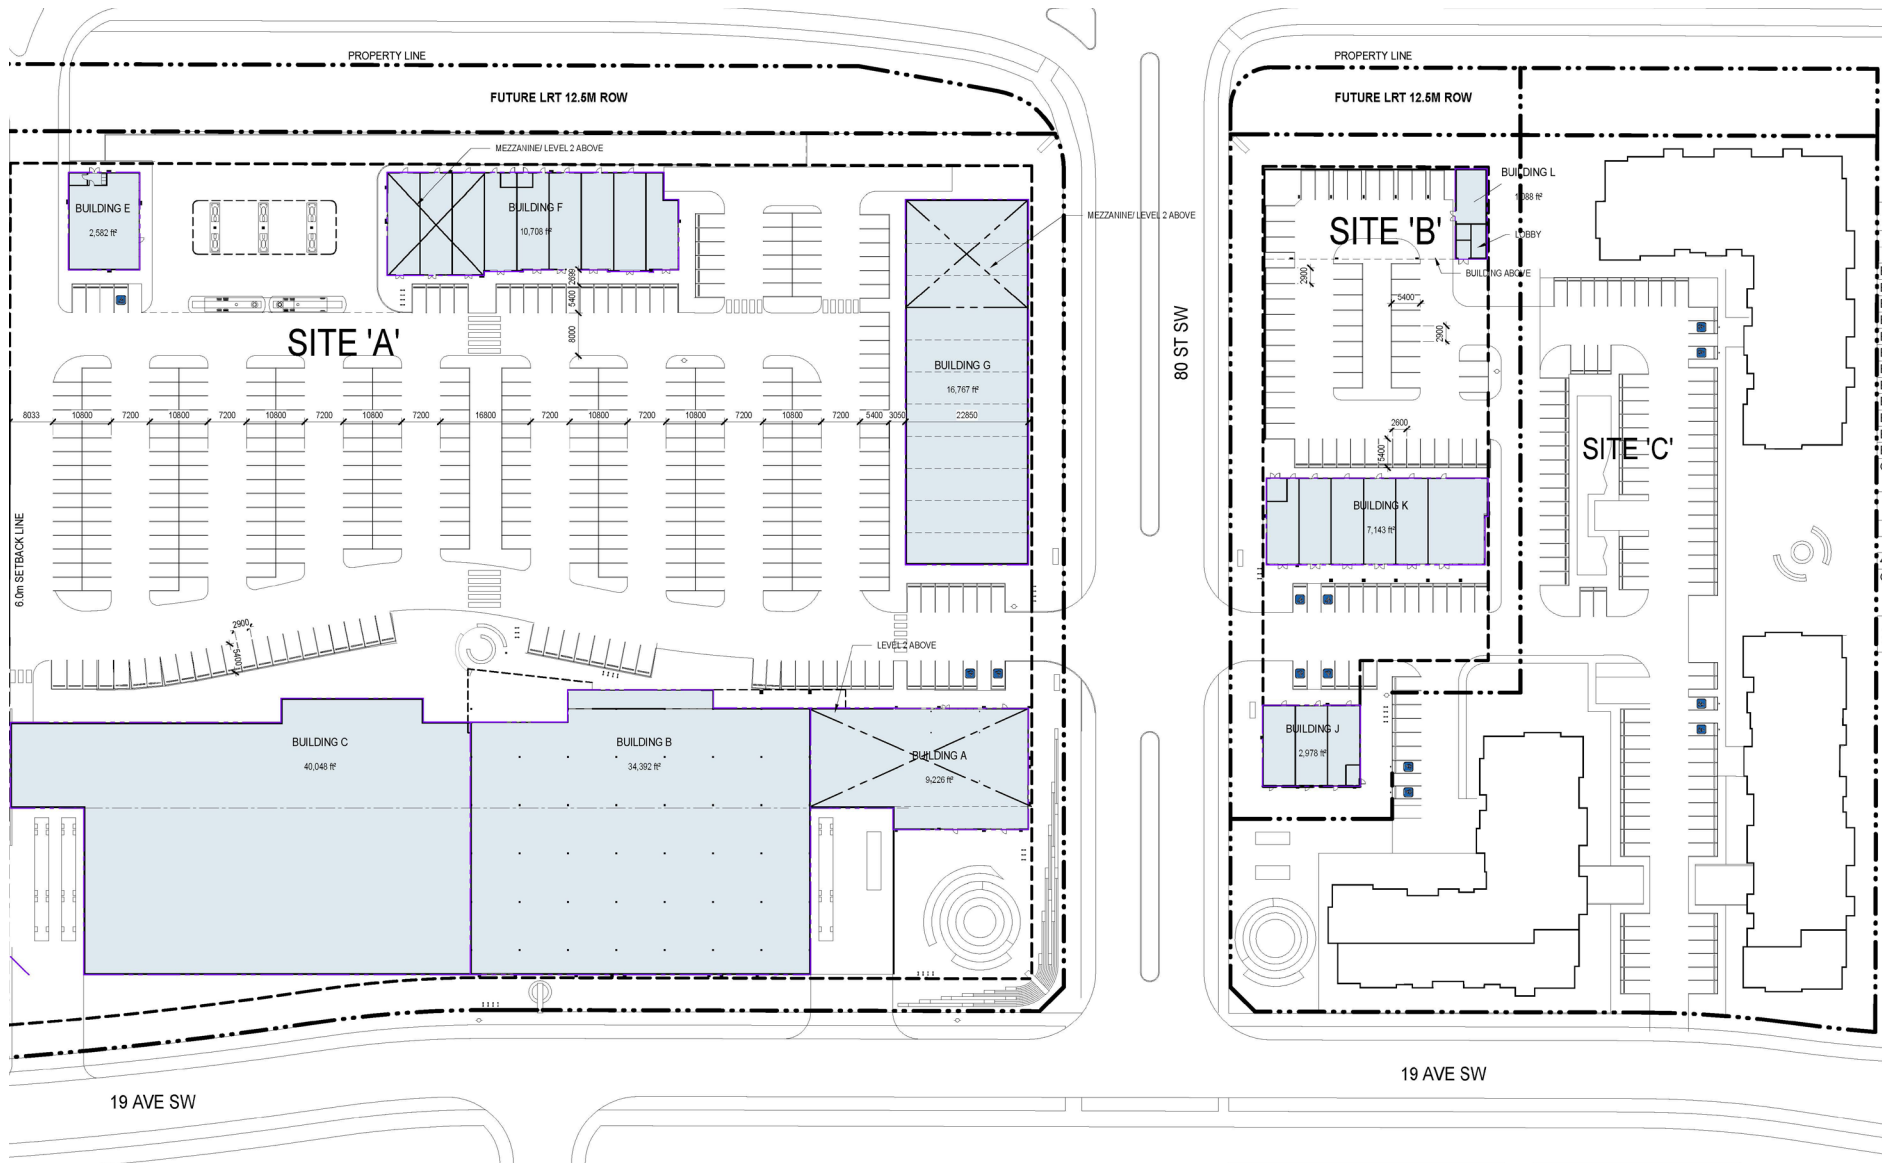 PROPERTY LINE
PROPERTY LINE
FUTURE LRT 12.5M ROW
FUTURE LRT 12.5M ROW
MEZZANINE/ LEVEL 2 ABOVE
BUILDING E
2,582 ft²
BUILDING F
10,708 ft²
MEZZANINE/ LEVEL 2 ABOVE
SITE 'B'
BUILDING L
1,088 ft²
LOBBY
BUILDING ABOVE
2699
5400
8000
2900
5400
2900
SITE 'A'
80 ST SW
BUILDING G
16,767 ft²
8033
10800
7200
10800
7200
10800
7200
10800
7200
16800
7200
10800
7200
10800
7200
10800
7200
5400
3050
22850
2600
5400
SITE 'C'
BUILDING K
7,143 ft²
6.0m SETBACK LINE
2900
5400
LEVEL 2 ABOVE
BUILDING C
40,048 ft²
BUILDING B
34,392 ft²
BUILDING A
9,226 ft²
BUILDING J
2,978 ft²
19 AVE SW
19 AVE SW